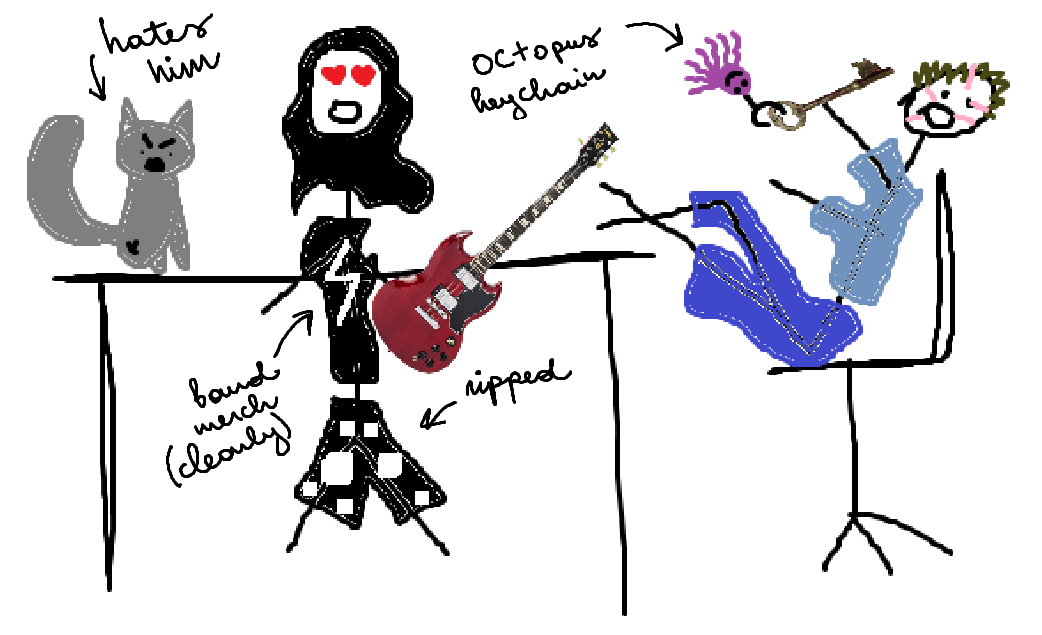 hates
him
octopus
keychain
band
merch
(clearly)
ripped